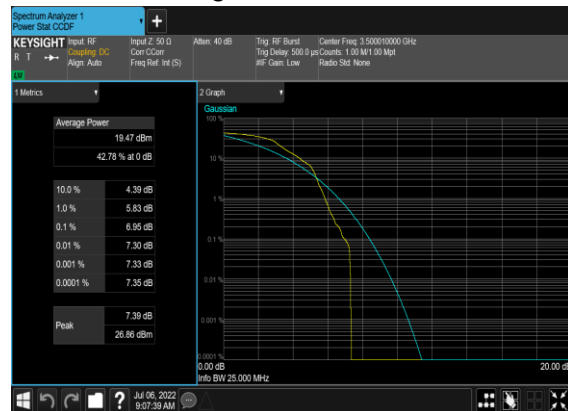 Spectrum Analyzer 1
Power Stat CCDF
KEYSIGHT
R T
LW
Input: RF
Coupling: DC
Align: Auto
Input Z: 50 Ω
Corr CCorr
Freq Ref: Int (S)
Atten: 40 dB
Trig: RF Burst
Trig Delay: 500.0 µs
#IF Gain: Low
Center Freq: 3.500010000 GHz
Counts: 1.00 M/1.00 Mpt
Radio Std: None
1 Metrics
Average Power
19.47 dBm
42.78 % at 0 dB
10.0 % 4.39 dB
1.0 % 5.83 dB
0.1 % 6.95 dB
0.01 % 7.30 dB
0.001 % 7.33 dB
0.0001 % 7.35 dB
Peak
7.39 dB
26.86 dBm
2 Graph
Gaussian
100 %
10 %
1 %
0.1 %
0.01 %
0.001 %
0.0001 %
0.00 dB
20.00 dB
Info BW 25.000 MHz
?
Jul 06, 2022
9:07:39 AM